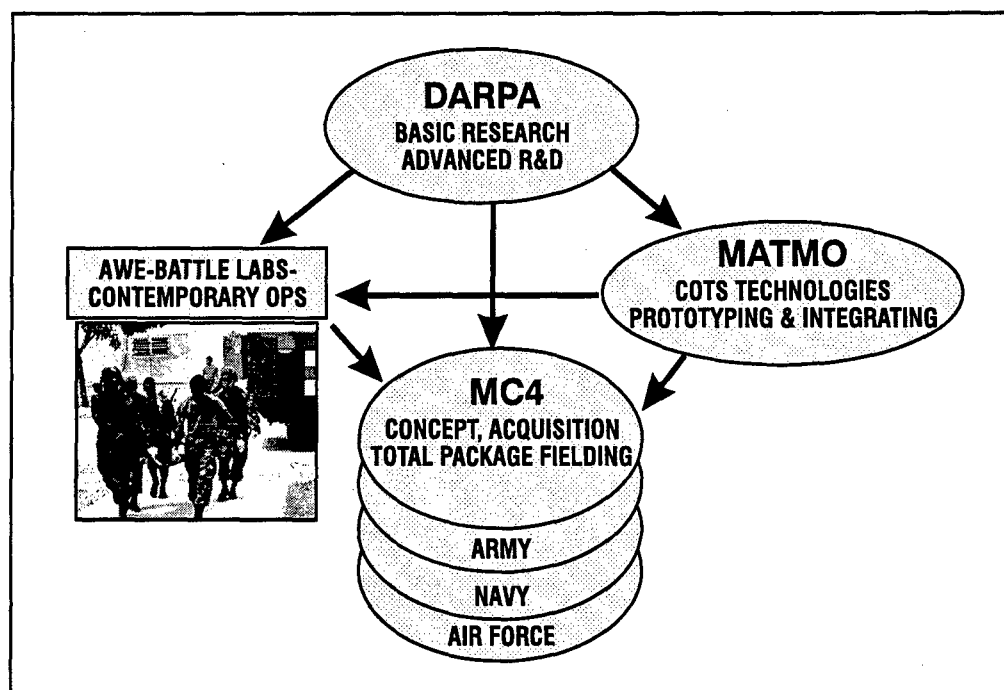 DARPA
BASIC RESEARCH
ADVANCED R&D
AWE-BATTLE LABS-
CONTEMPORARY OPS
MATMO
COTS TECHNOLOGIES
PROTOTYPING & INTEGRATING
MC4
CONCEPT, ACQUISITION
TOTAL PACKAGE FIELDING
ARMY
NAVY
AIR FORCE